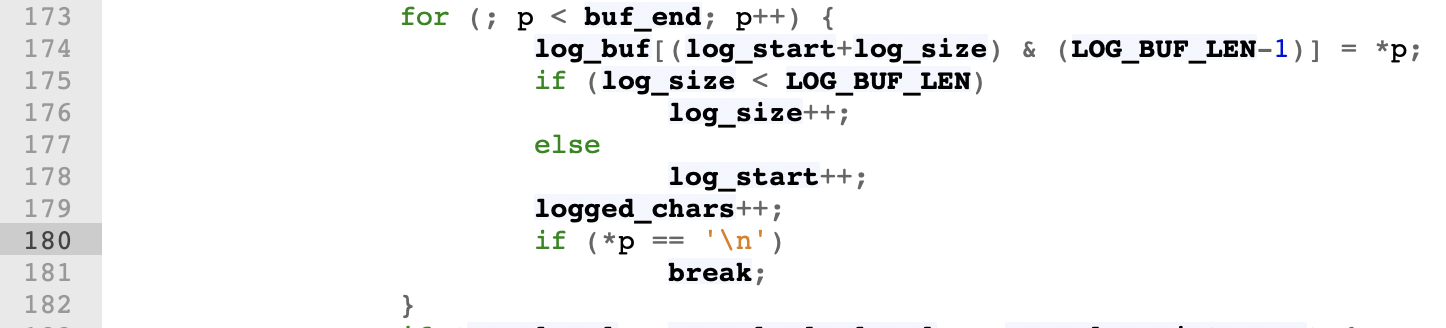 173 for (; p < buf_end; p++) {
174 log_buf[(log_start+log_size) & (LOG_BUF_LEN-1)] = *p;
175 if (log_size < LOG_BUF_LEN)
176 log_size++;
177 else
178 log_start++;
179 logged_chars++;
180 if (*p == '\n')
181 break;
182 }